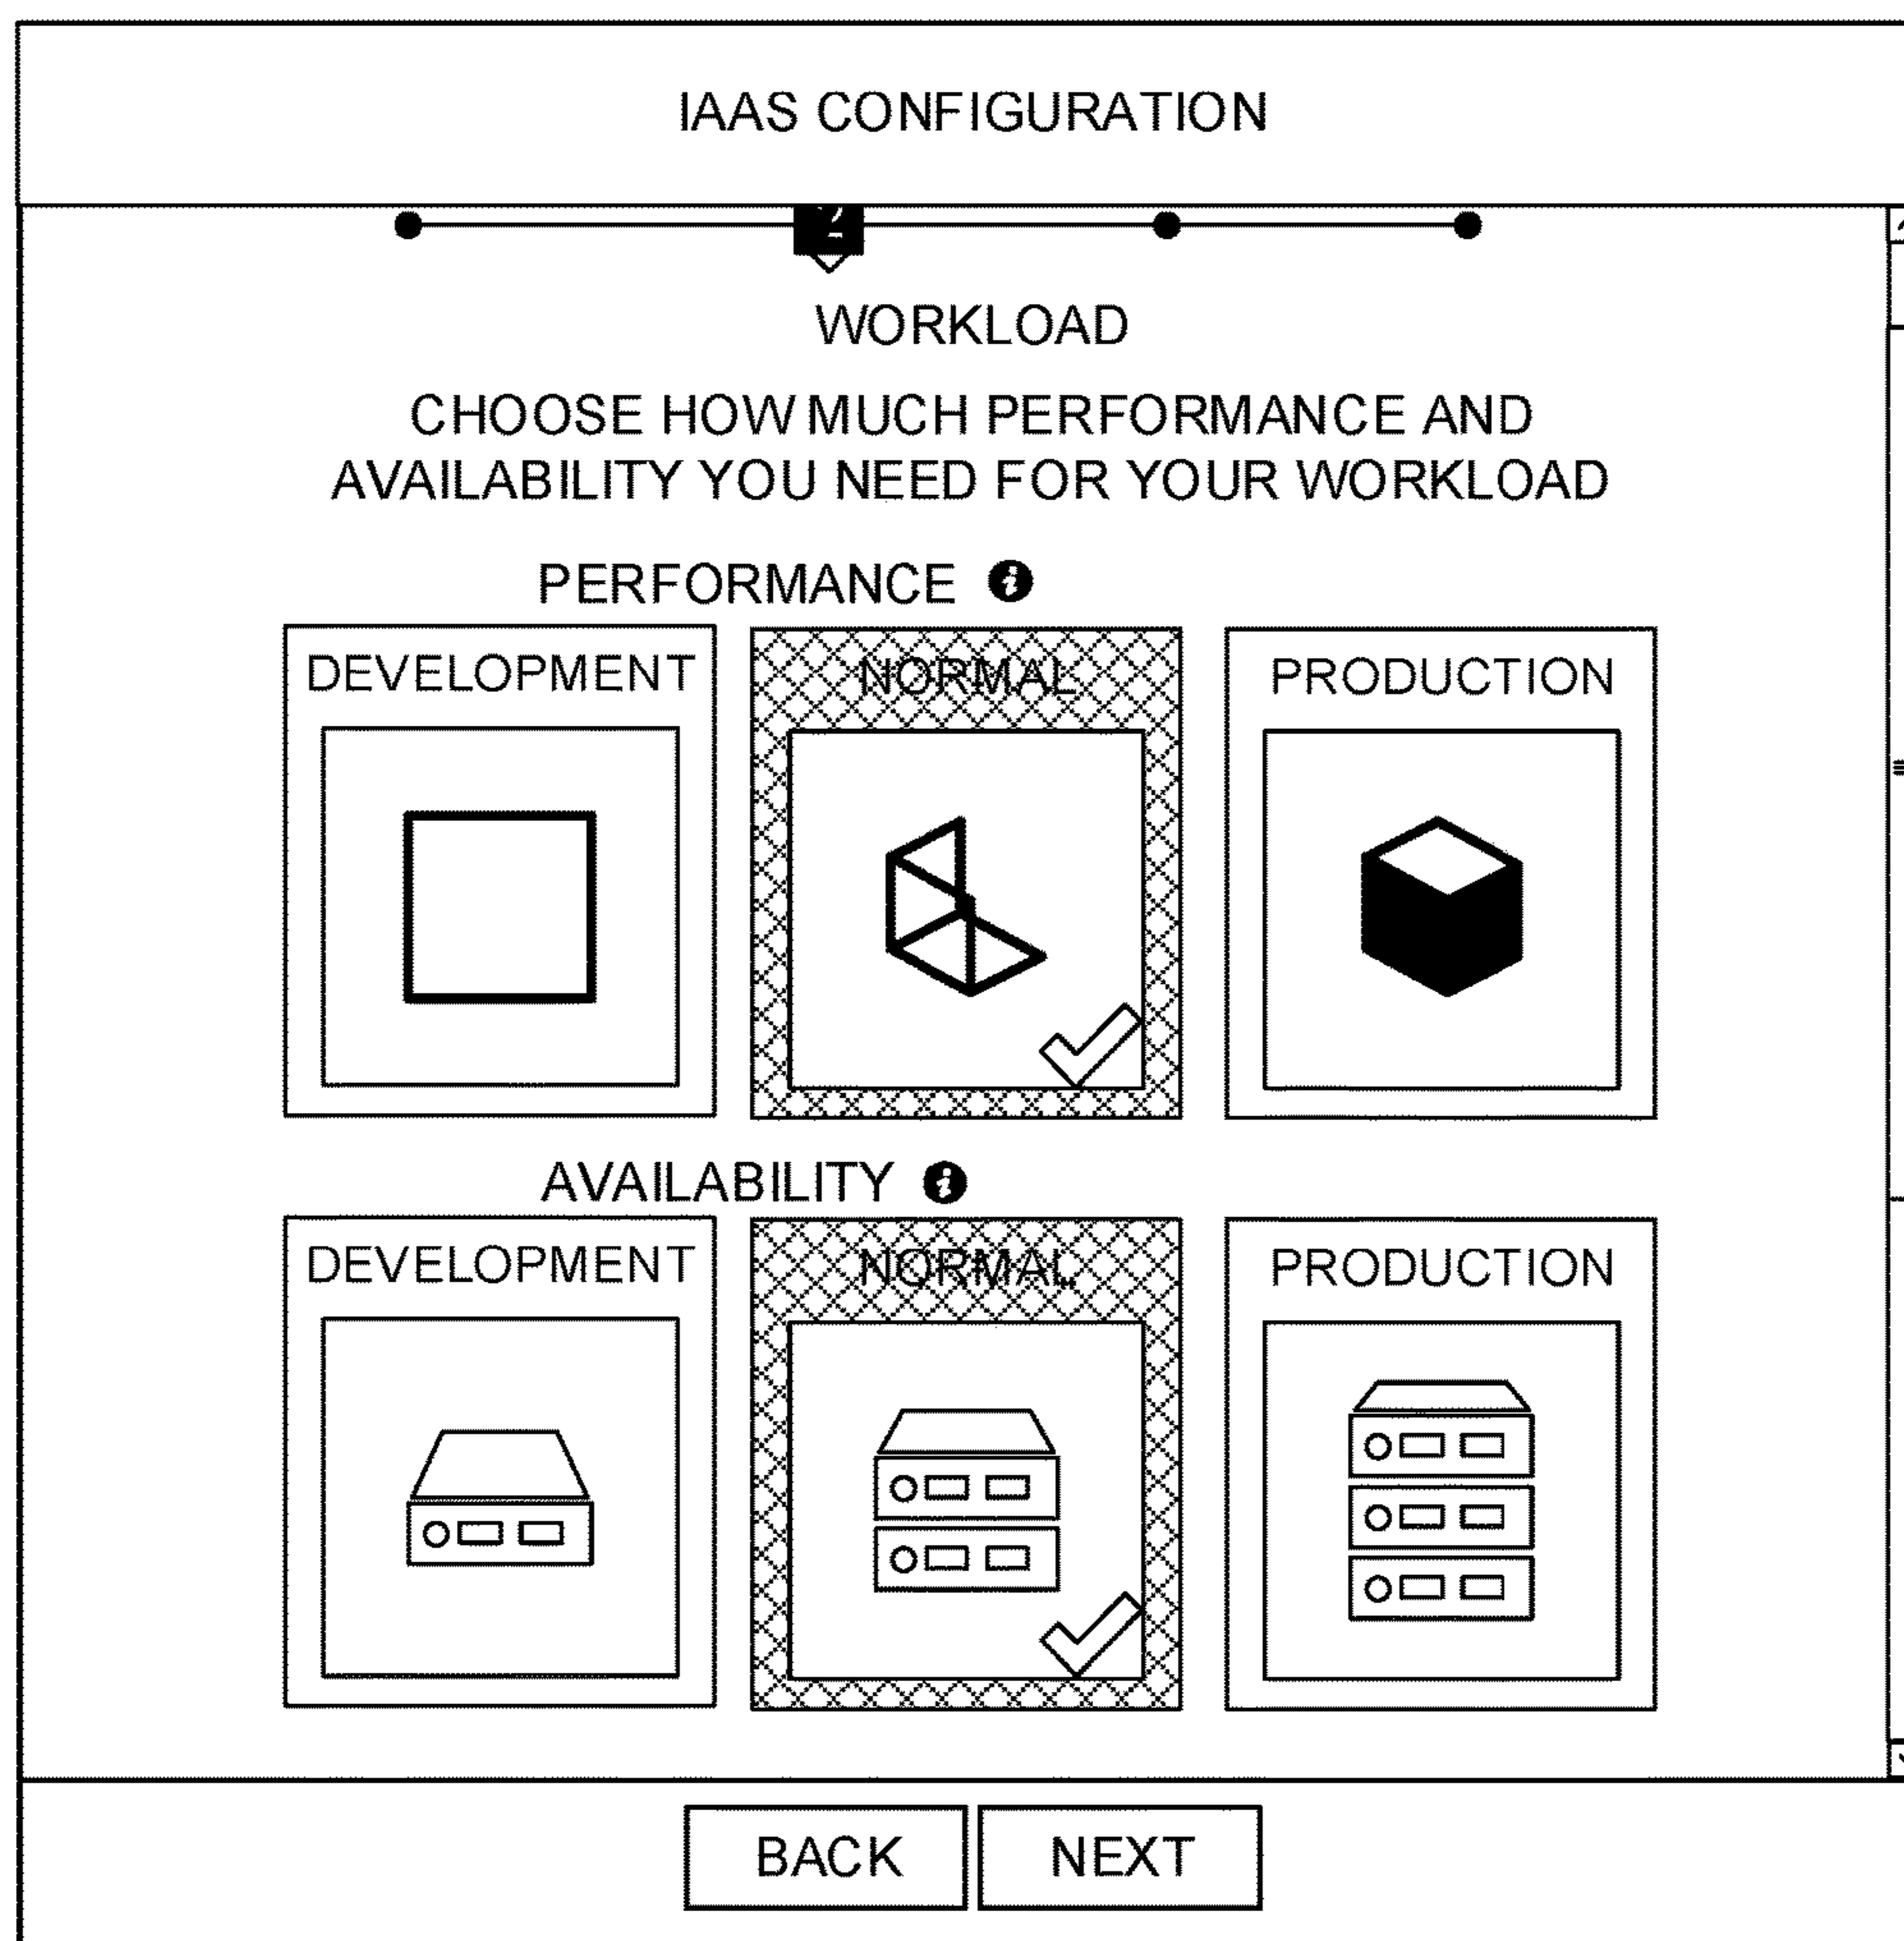 IAAS CONFIGURATION
2
WORKLOAD
CHOOSE HOW MUCH PERFORMANCE AND
AVAILABILITY YOU NEED FOR YOUR WORKLOAD
PERFORMANCE i
DEVELOPMENT NORMAL PRODUCTION
AVAILABILITY i
DEVELOPMENT NORMAL PRODUCTION
BACK NEXT